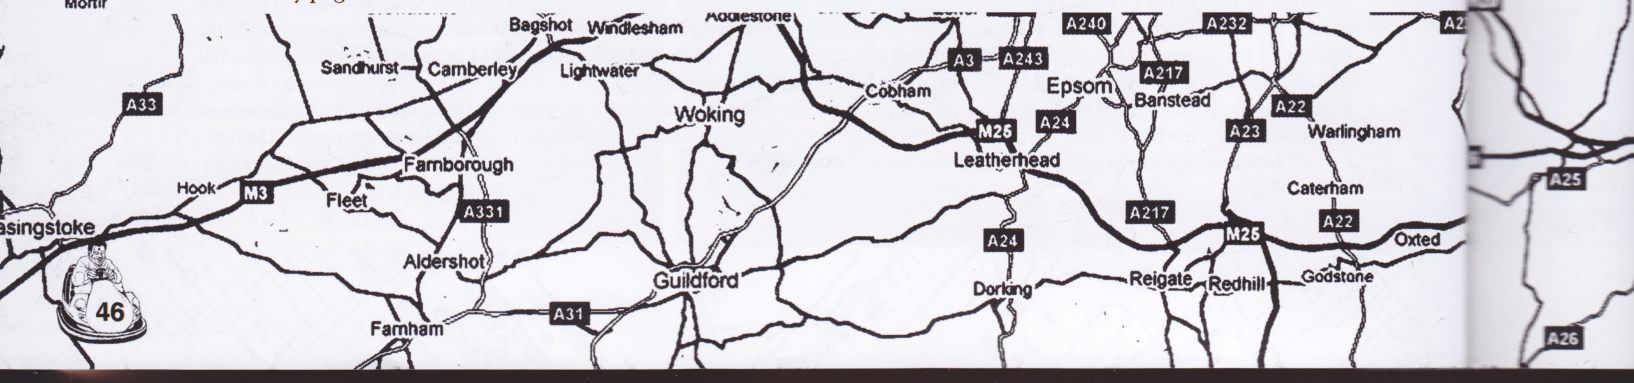 Bagshot
Windlesham
Addlestone
A240
A232
Sandhurst
Camberley
Lightwater
A3
A243
A217
Epsom
Cobham
Banstead
A33
Woking
A24
A22
M25
A23
Warlingham
Leatherhead
Farnborough
Hook
M3
Fleet
Caterham
A25
A331
A217
A22
asingstoke
A24
M25
Oxted
Aldershot
Guildford
Reigate
Redhill
Godstone
Dorking
46
A31
Farnham
A26